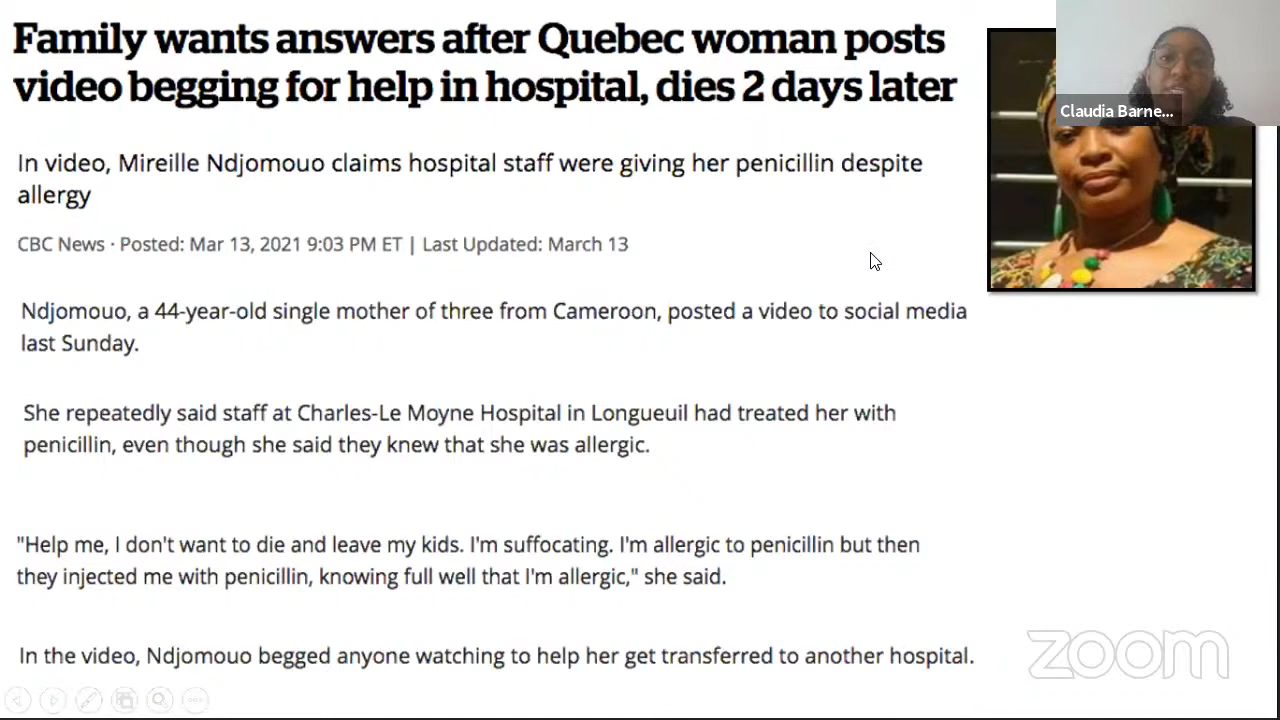 Family wants answers after Quebec woman posts
video begging for help in hospital, dies 2 days later
Claudia Barne...
In video, Mireille Ndjomouo claims hospital staff were giving her penicillin despite
allergy
CBC News · Posted: Mar 13, 2021 9:03 PM ET | Last Updated: March 13
Ndjomouo, a 44-year-old single mother of three from Cameroon, posted a video to social media
last Sunday.
She repeatedly said staff at Charles-Le Moyne Hospital in Longueuil had treated her with
penicillin, even though she said they knew that she was allergic.
"Help me, I don't want to die and leave my kids. I'm suffocating. I'm allergic to penicillin but then
they injected me with penicillin, knowing full well that I'm allergic," she said.
In the video, Ndjomouo begged anyone watching to help her get transferred to another hospital.
zoom